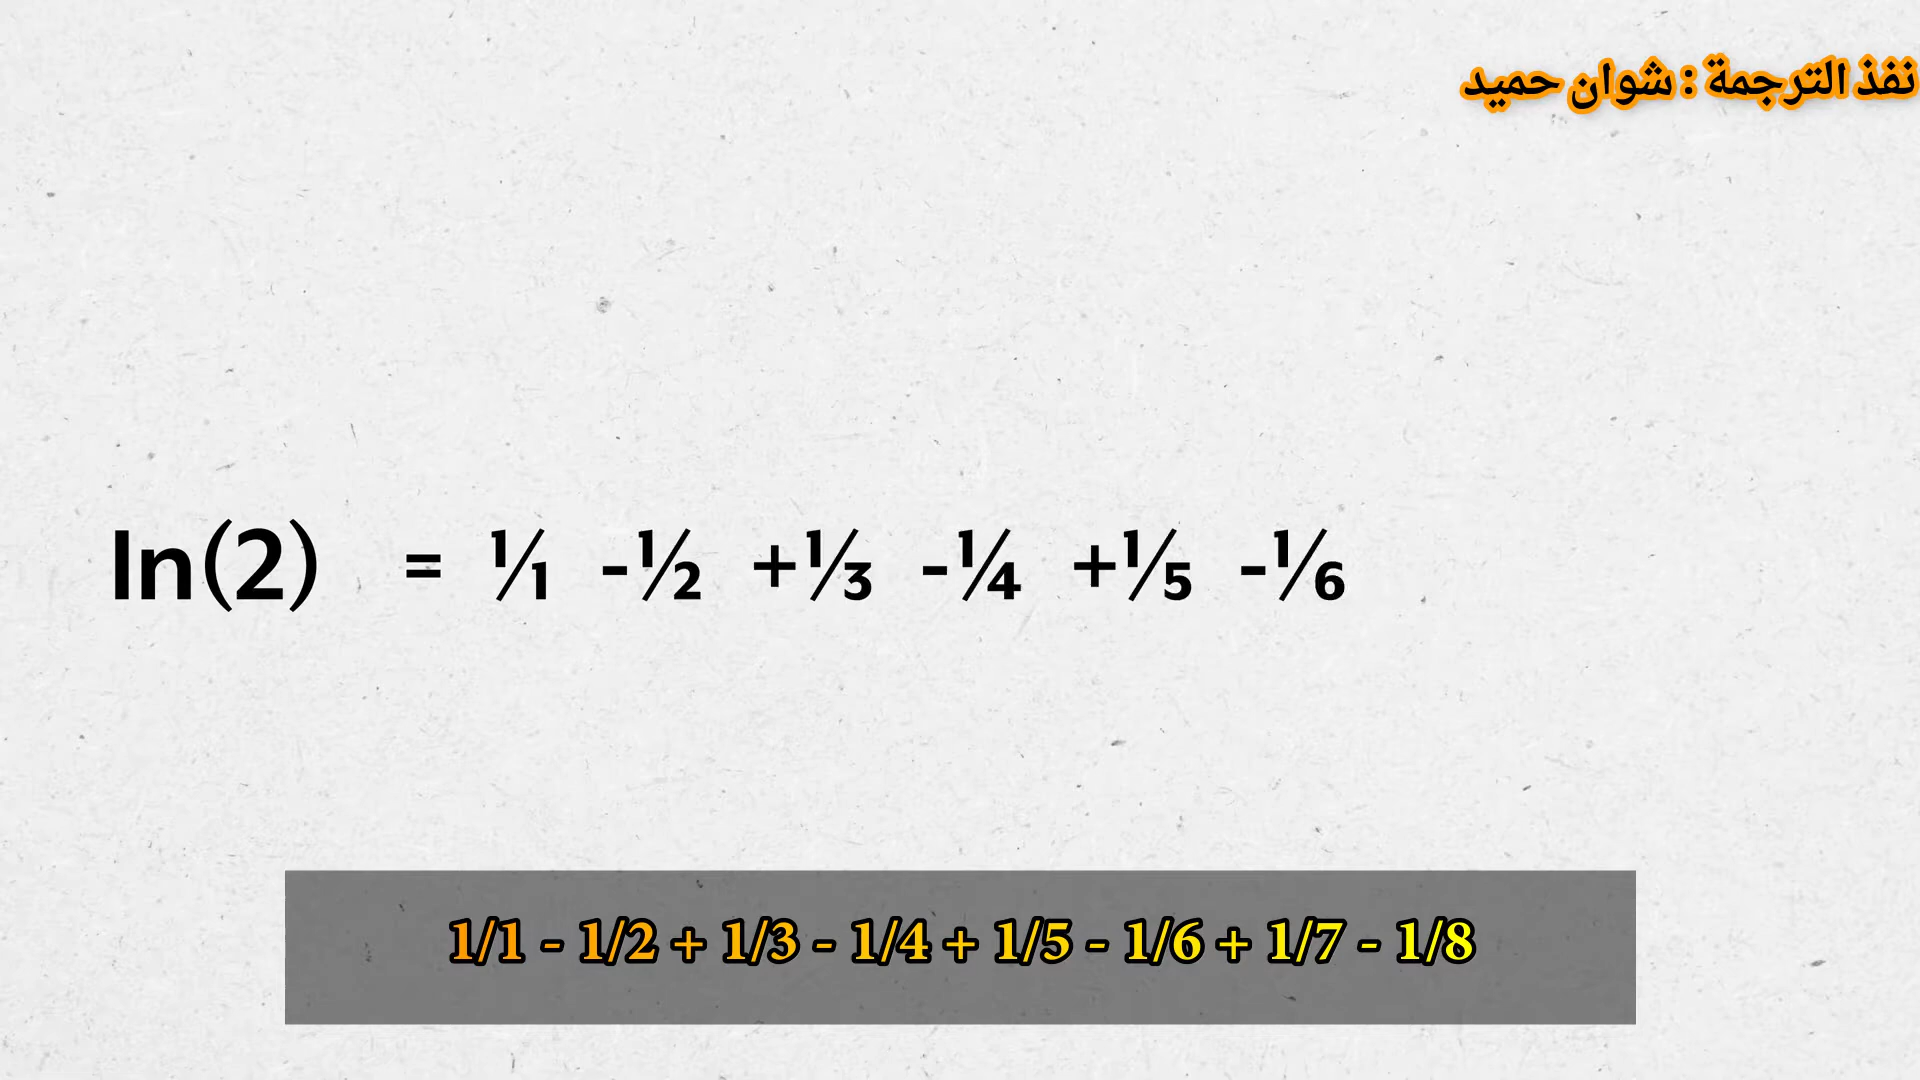 نفذ الترجمة : شوان حميد
ln(2) = ⅟₁ -½ +⅓ -¼ +⅕ -⅙
1/1 - 1/2 + 1/3 - 1/4 + 1/5 - 1/6 + 1/7 - 1/8